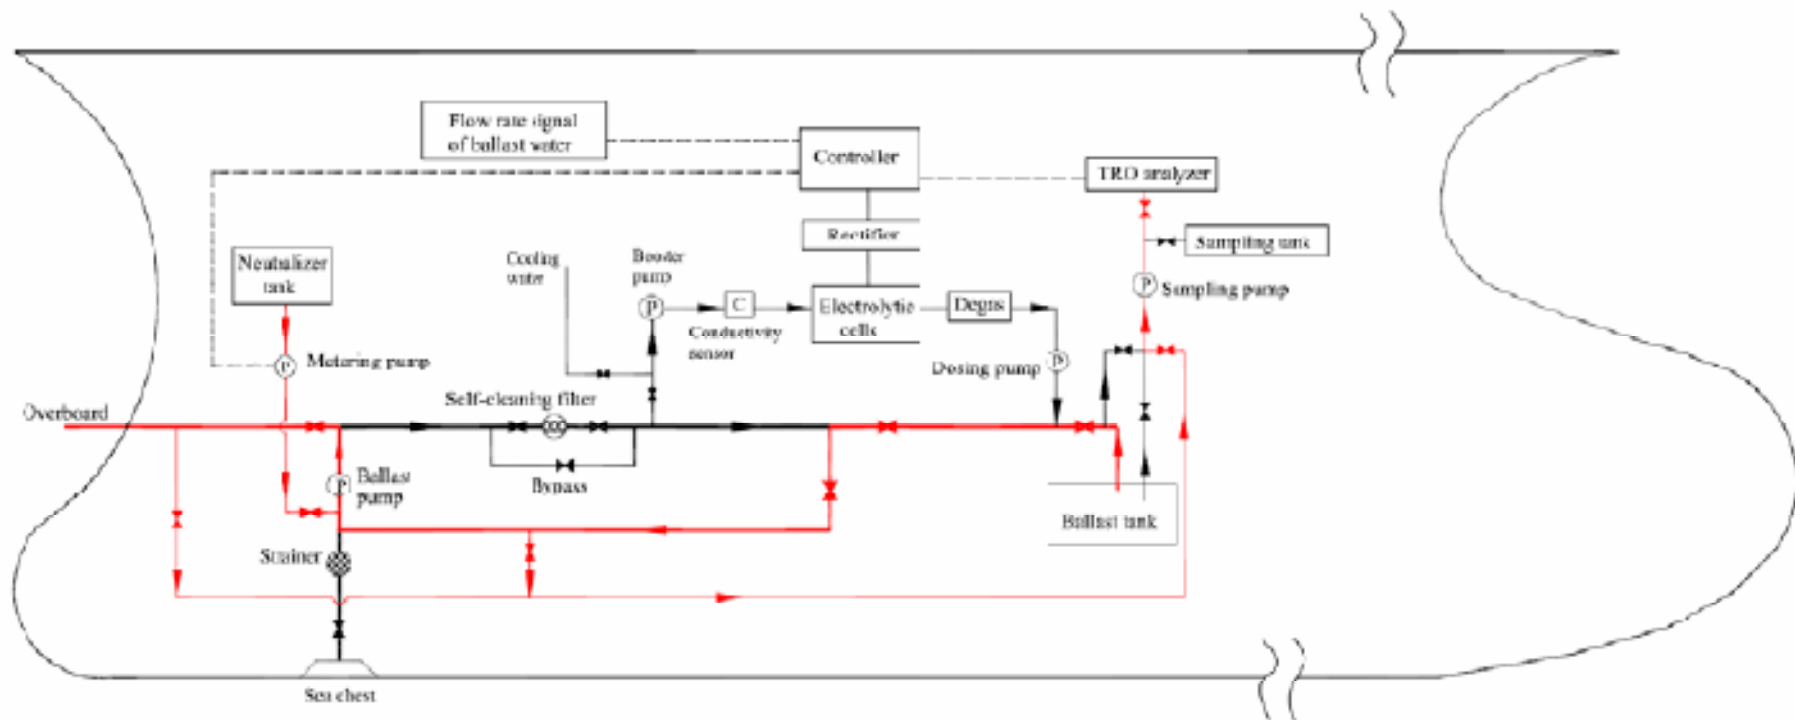 Flow rate signal
of ballast water
Controller
TRO analyzer
Rectifier
Sampling tank
Neutralizer
tank
Cooling
water
Booster
pump
P
C
Electrolytic
cells
Degas
P
Sampling pump
Conductivity
sensor
P
Metering pump
Dosing pump
P
Self-cleaning filter
Overboard
P
Ballast
pump
Bypass
Ballast tank
Strainer
Sea chest